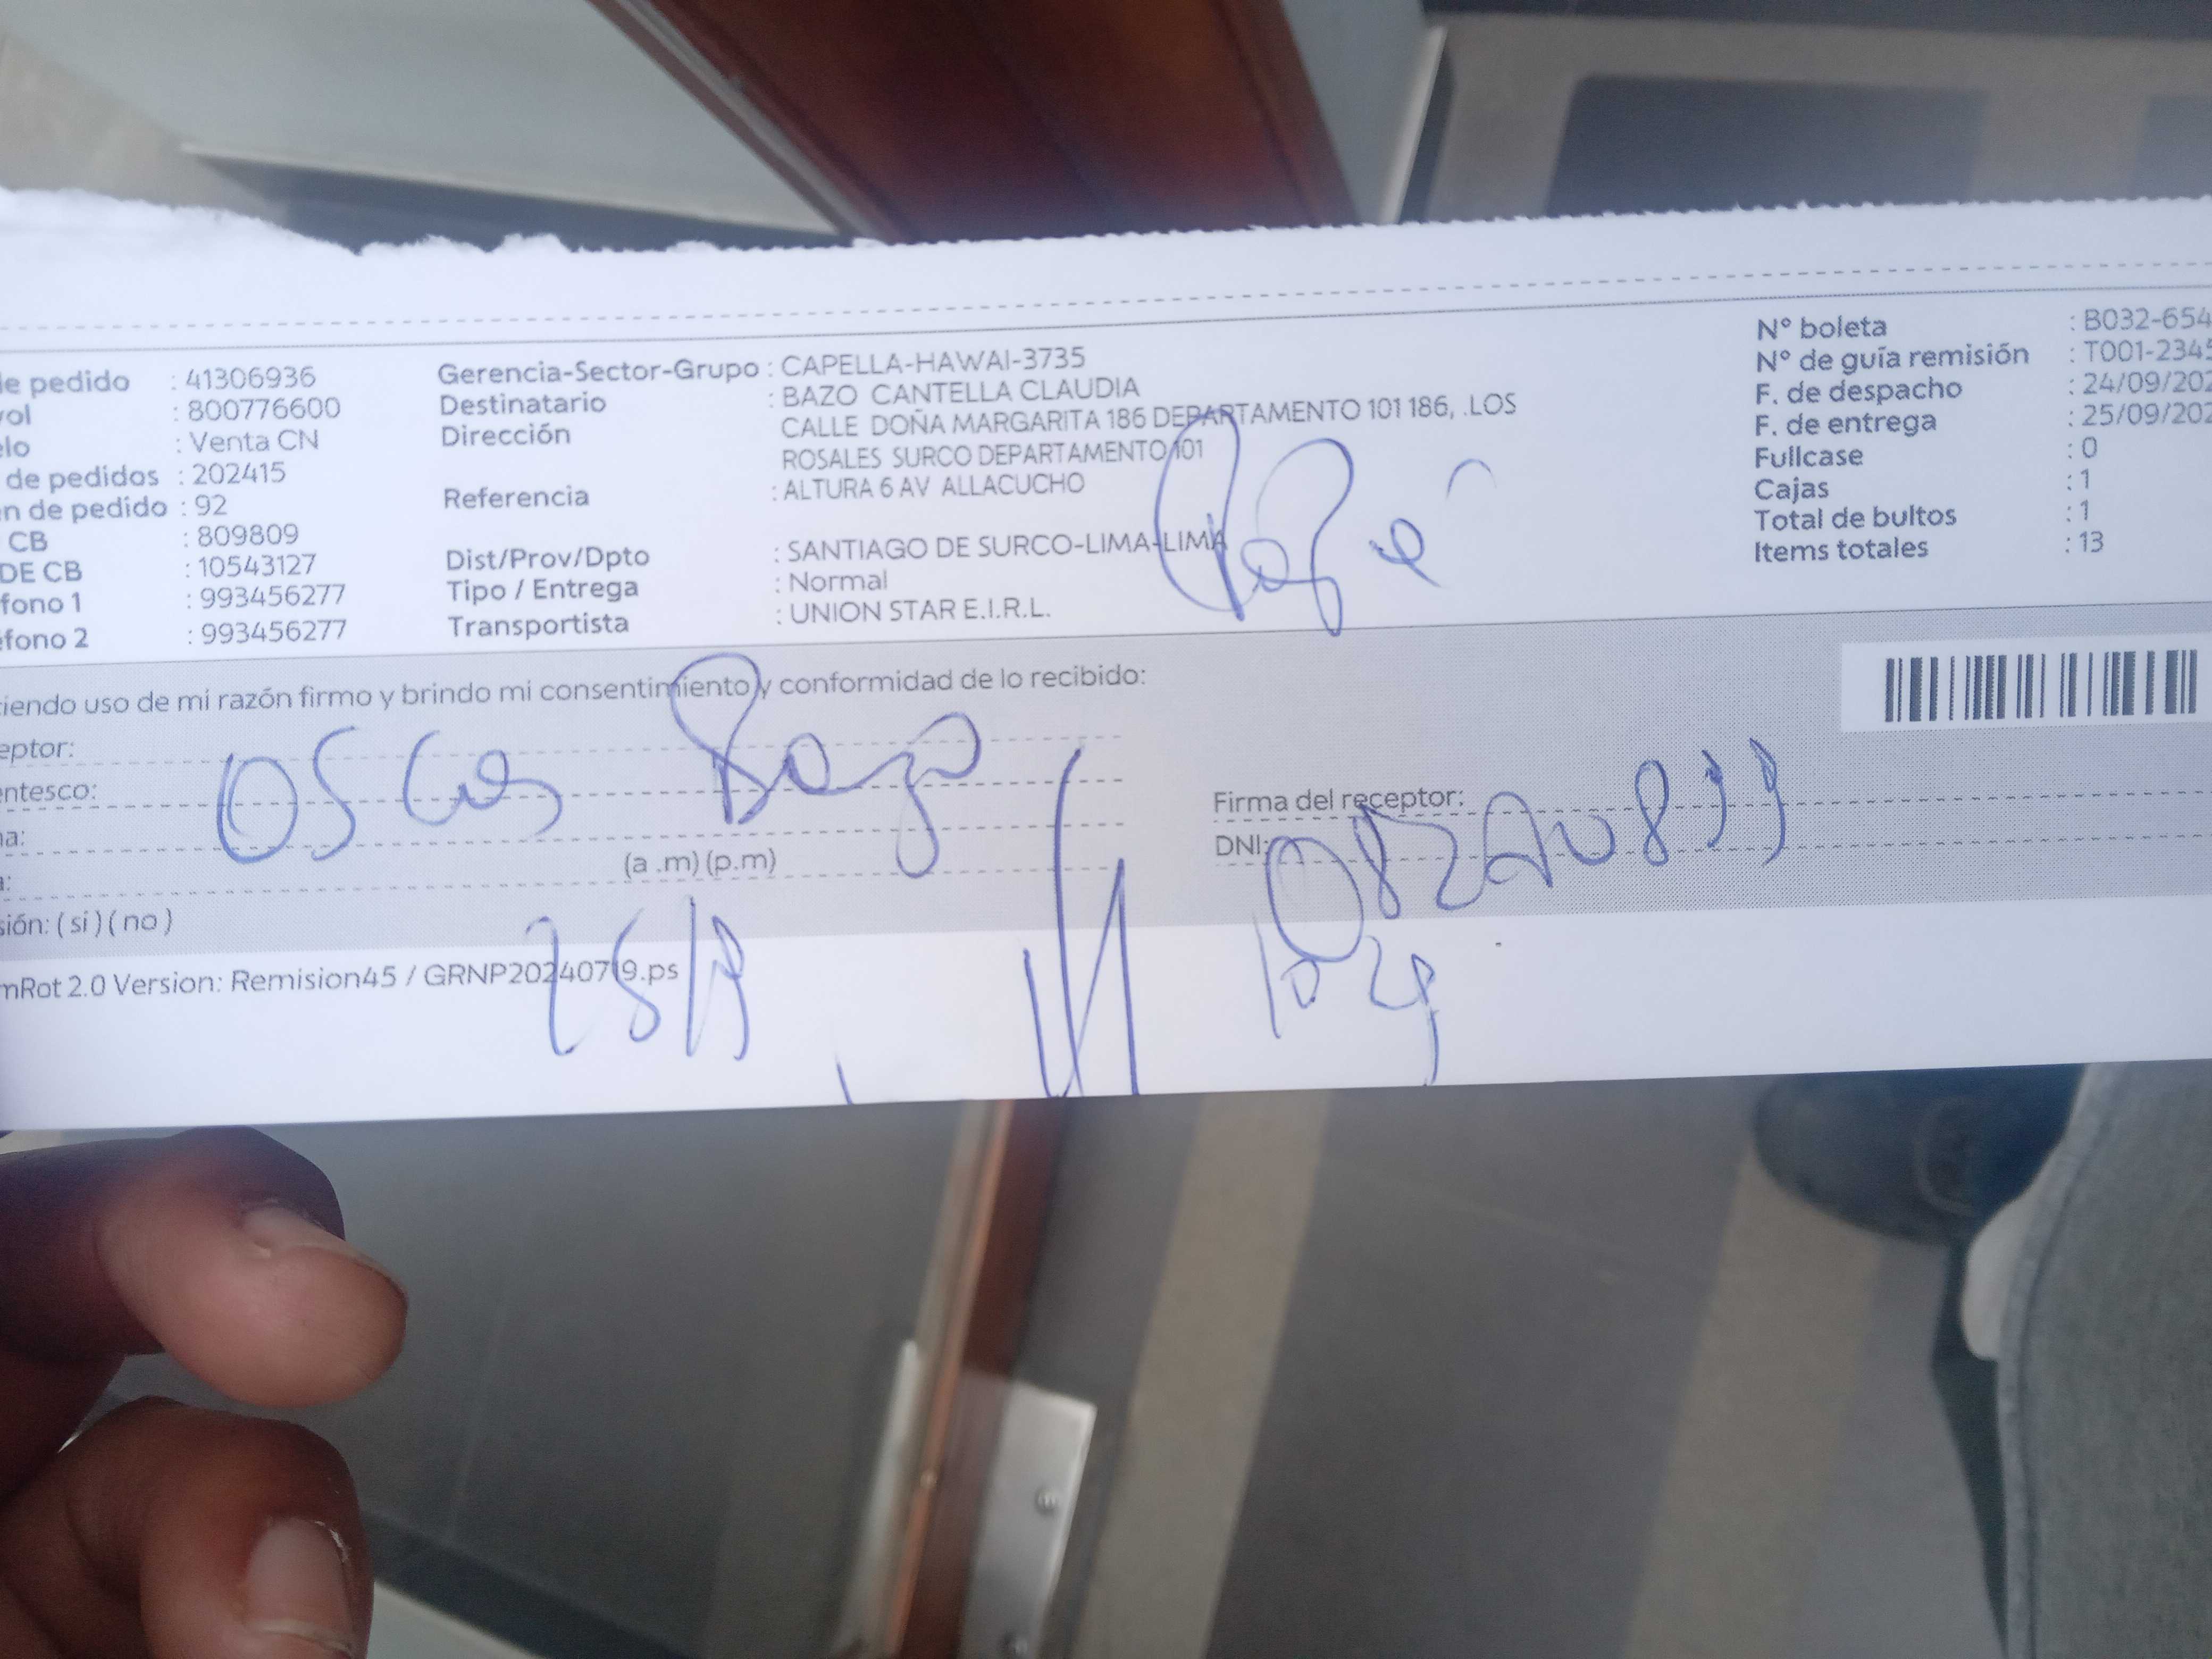 de pedido : 41306936
vol : 800776600
elo : Venta CN
de pedidos : 202415
n de pedido : 92
CB : 809809
DE CB : 10543127
fono 1 : 993456277
éfono 2 : 993456277
Gerencia-Sector-Grupo : CAPELLA-HAWAI-3735
Destinatario : BAZO CANTELLA CLAUDIA
Dirección : CALLE DOÑA MARGARITA 186 DEPARTAMENTO 101 186, .LOS
ROSALES SURCO DEPARTAMENTO 101
Referencia : ALTURA 6 AV ALLACUCHO
Dist/Prov/Dpto : SANTIAGO DE SURCO-LIMA-LIMA
Tipo / Entrega : Normal
Transportista : UNION STAR E.I.R.L.
N° boleta : B032-654
N° de guía remisión : T001-2345
F. de despacho : 24/09/202
F. de entrega : 25/09/202
Fullcase : 0
Cajas : 1
Total de bultos : 1
Items totales : 13
iendo uso de mi razón firmo y brindo mi consentimiento y conformidad de lo recibido:
eptor:
entesco:
OSCar Bazo
na:
(a .m) (p.m)
a:
sión: ( si ) ( no )
Firma del receptor:
DNI:
mRot 2.0 Version: Remision45 / GRNP20240719.ps